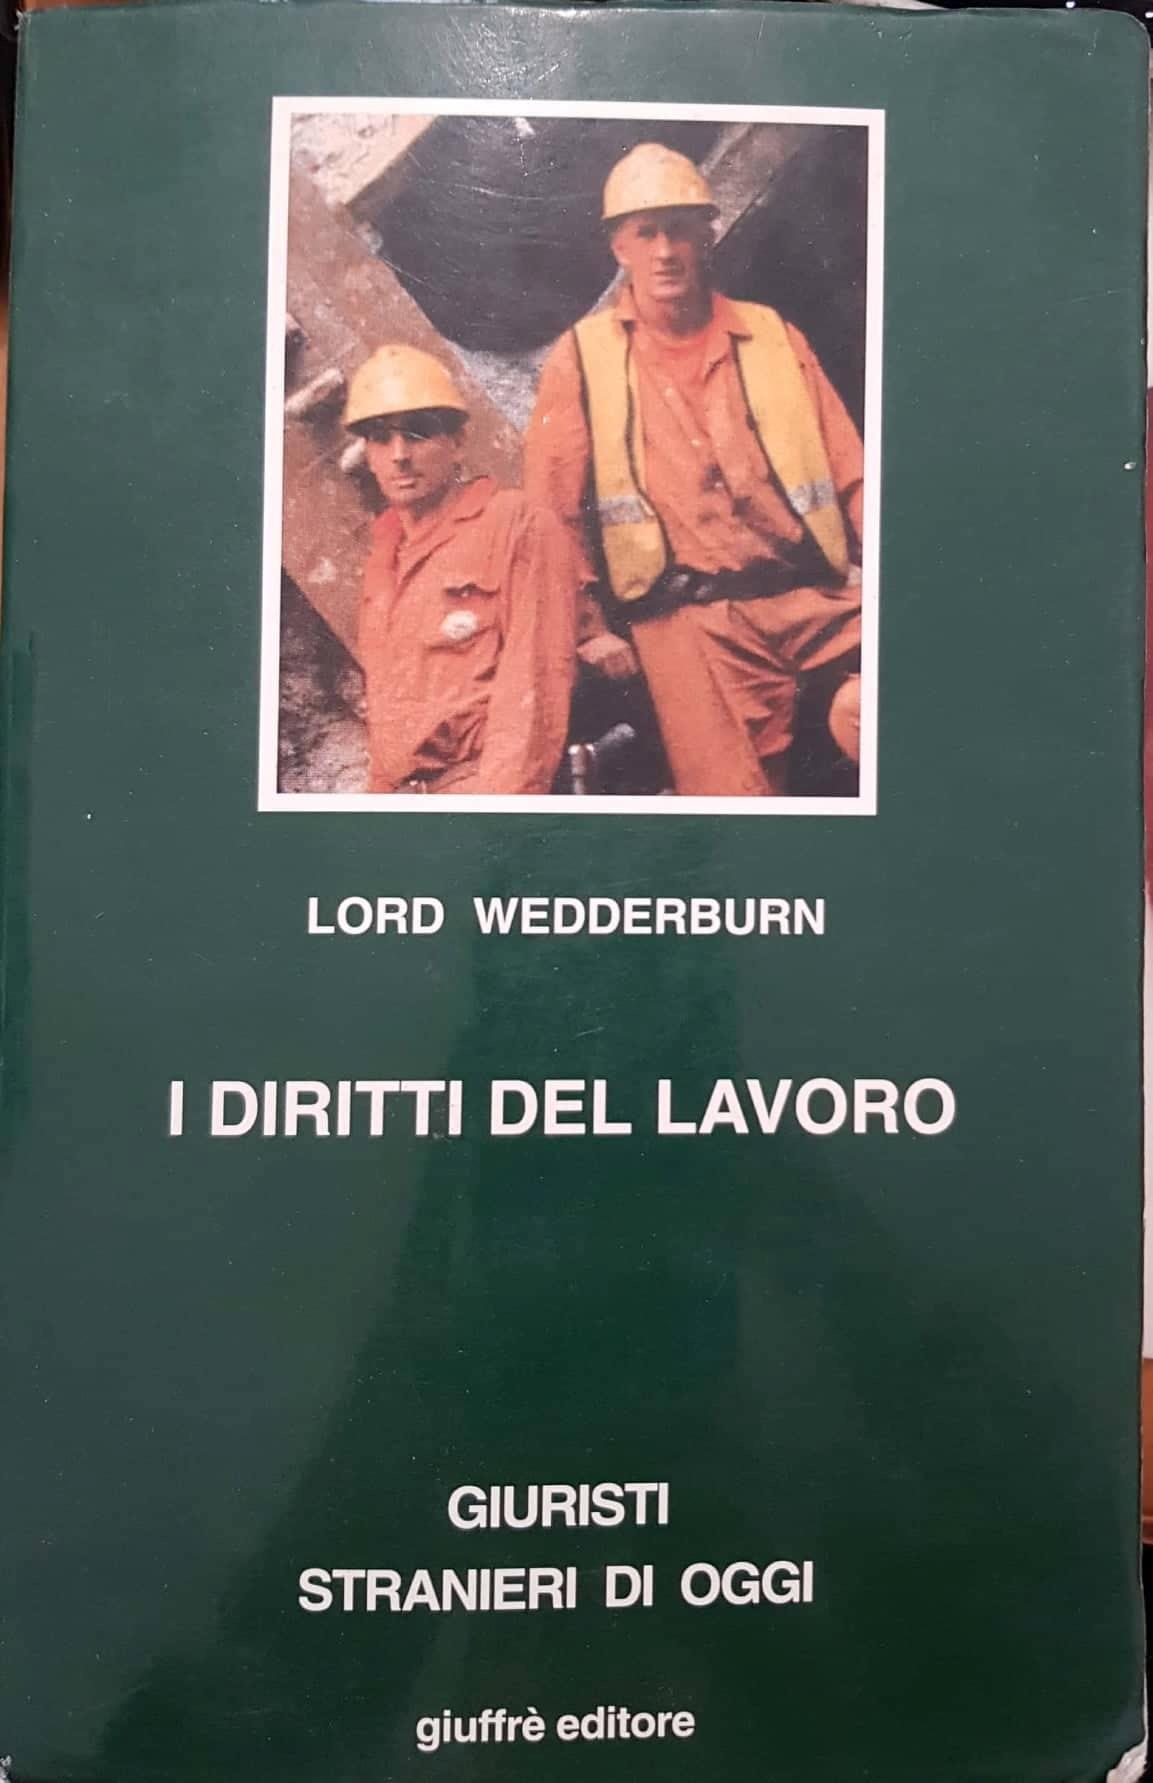 LORD WEDDERBURN
I DIRITTI DEL LAVORO
GIURISTI
STRANIERI DI OGGI
giuffrè editore